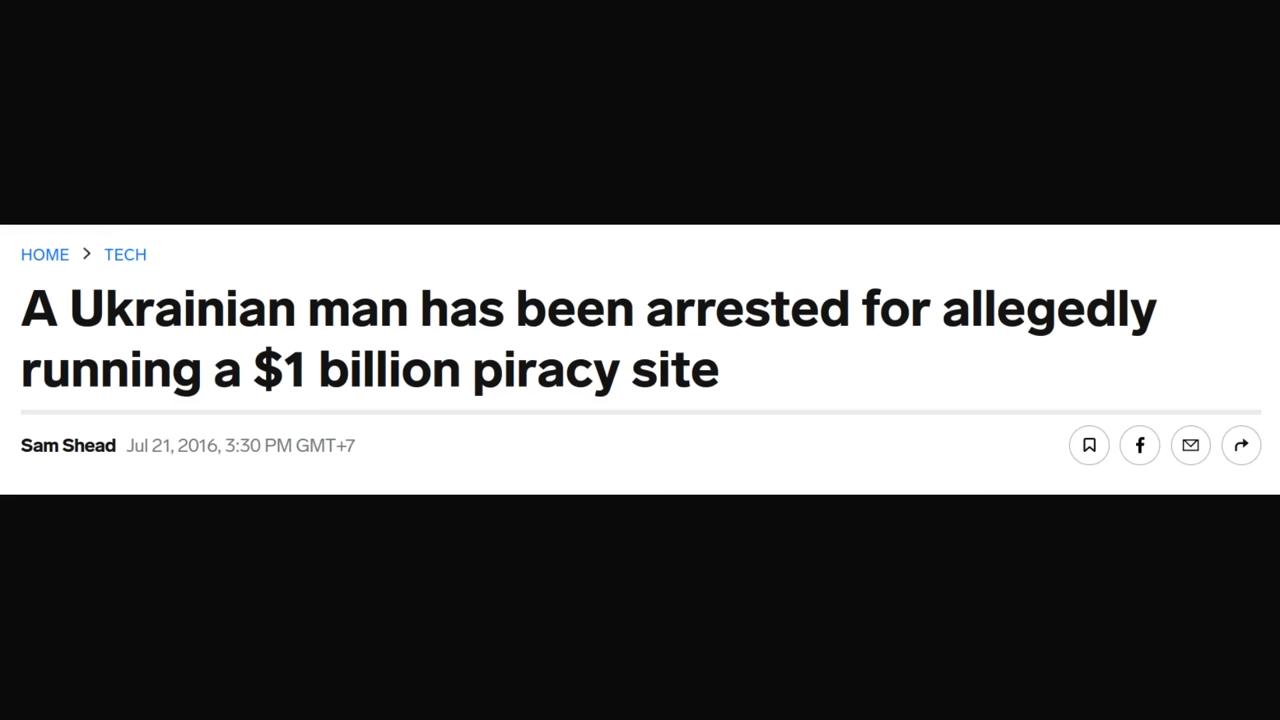 HOME > TECH
A Ukrainian man has been arrested for allegedly
running a $1 billion piracy site
Sam Shead Jul 21, 2016, 3:30 PM GMT+7